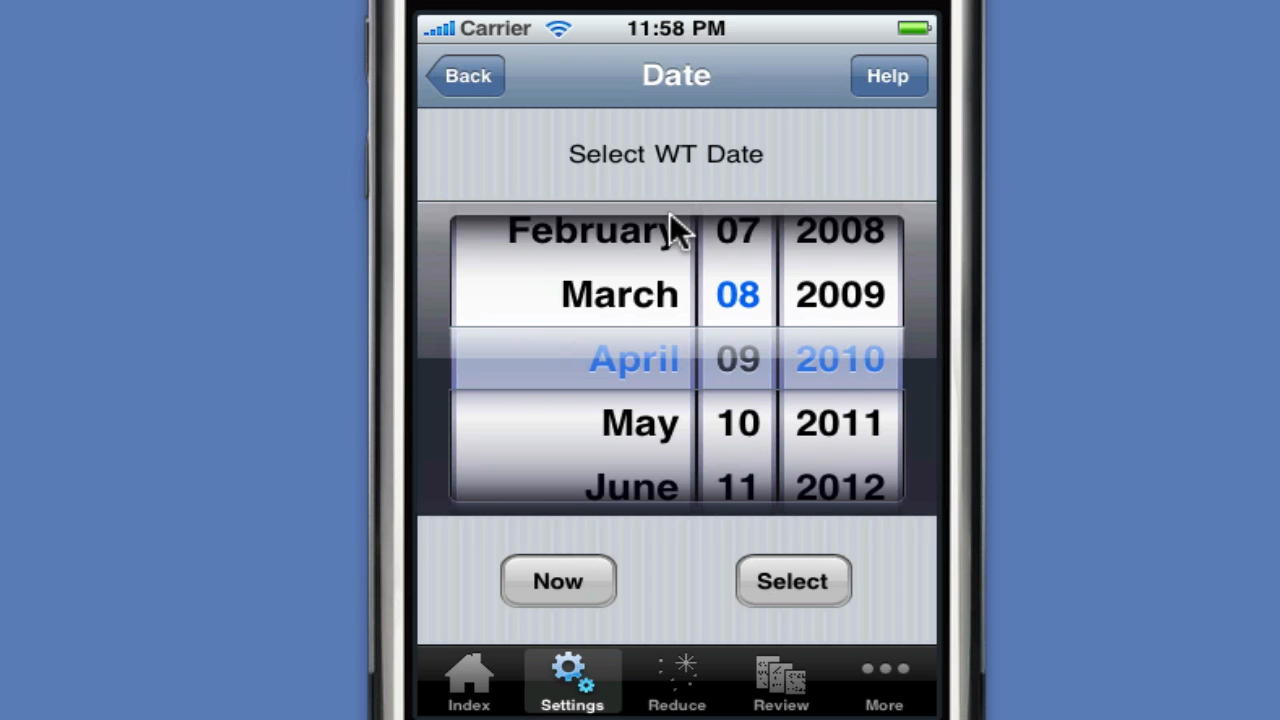 Carrier 11:58 PM
Back Date Help
Select WT Date
February 07 2008
March 08 2009
April 09 2010
May 10 2011
June 11 2012
Now Select
Index Settings Reduce Review More